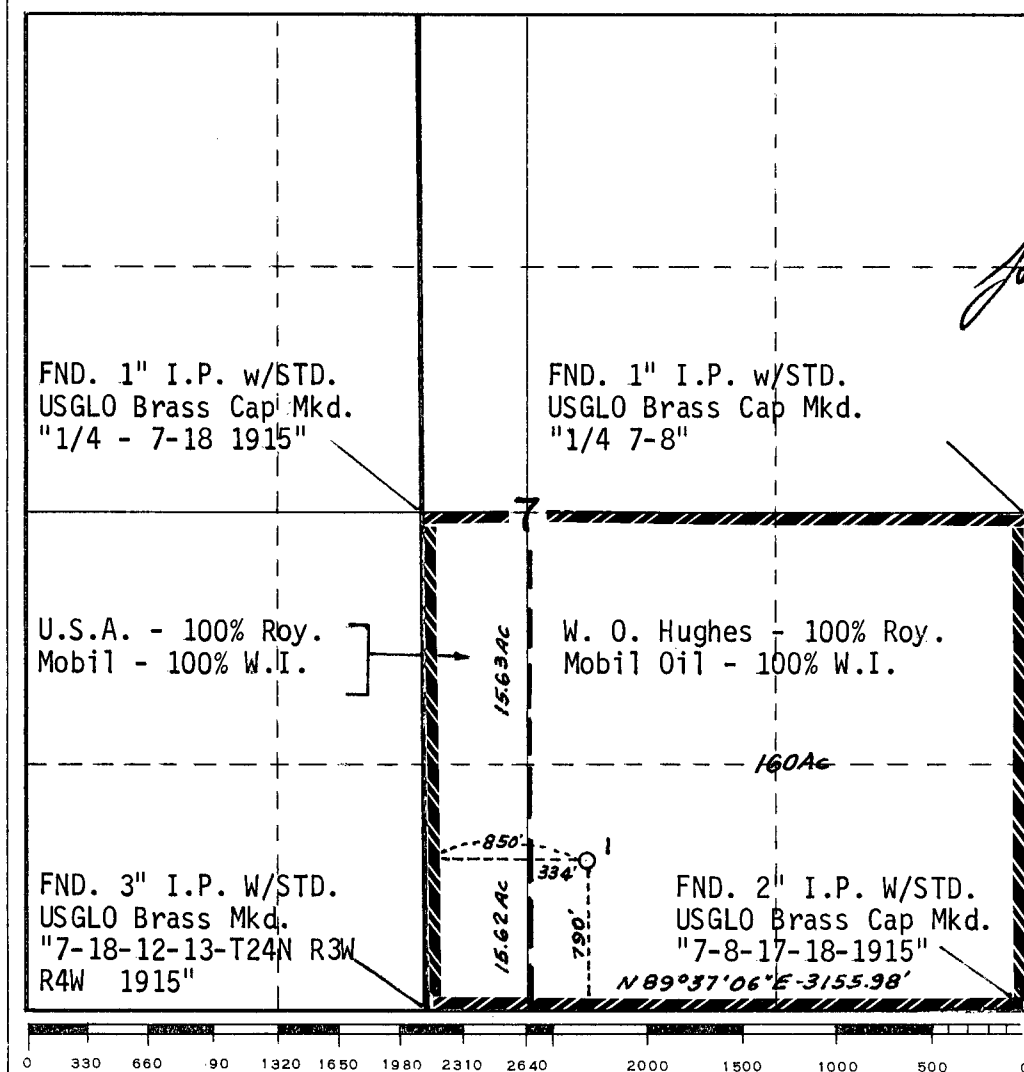 FND. 1" I.P. w/STD.
USGLO Brass Cap Mkd.
"1/4 - 7-18 1915"
FND. 1" I.P. w/STD.
USGLO Brass Cap Mkd.
"1/4 7-8"
7
U.S.A. - 100% Roy.
Mobil - 100% W.I.
15.63AC
W. O. Hughes - 100% Roy.
Mobil Oil - 100% W.I.
160AC
850'
1
334'
15.62AC
790'
FND. 3" I.P. W/STD.
USGLO Brass Mkd.
"7-18-12-13-T24N R3W
R4W 1915"
FND. 2" I.P. W/STD.
USGLO Brass Cap Mkd.
"7-8-17-18-1915"
N 89°37'06"E-3155.98'
0 330 660 90 1320 1650 1980 2310 2640 2000 1500 1000 500 0